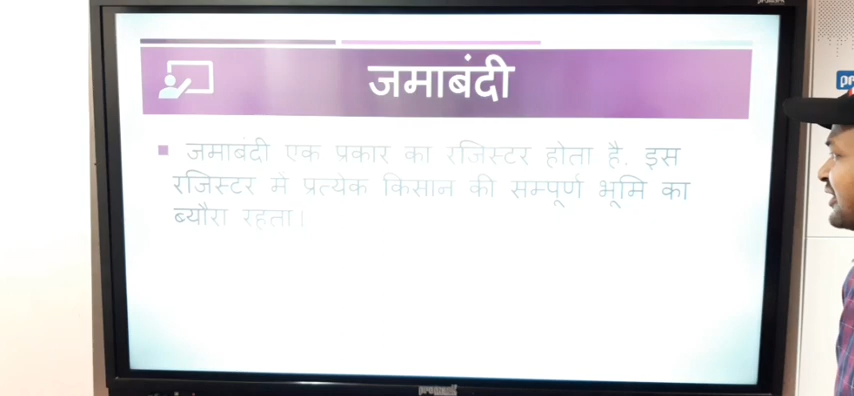 जमाबंदी
जमाबंदी एक प्रकार का रजिस्टर होता है. इस
रजिस्टर में प्रत्येक किसान की सम्पूर्ण भूमि का
ब्यौरा रहता।